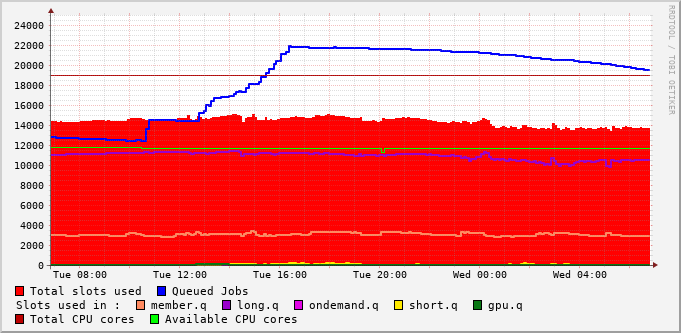 24000
22000
20000
18000
16000
14000
12000
10000
8000
6000
4000
2000
0
Tue 08:00 Tue 12:00 Tue 16:00 Tue 20:00 Wed 00:00 Wed 04:00
RRDTOOL / TOBI OETIKER
Total slots used Queued Jobs
Slots used in : member.q long.q ondemand.q short.q gpu.q
Total CPU cores Available CPU cores